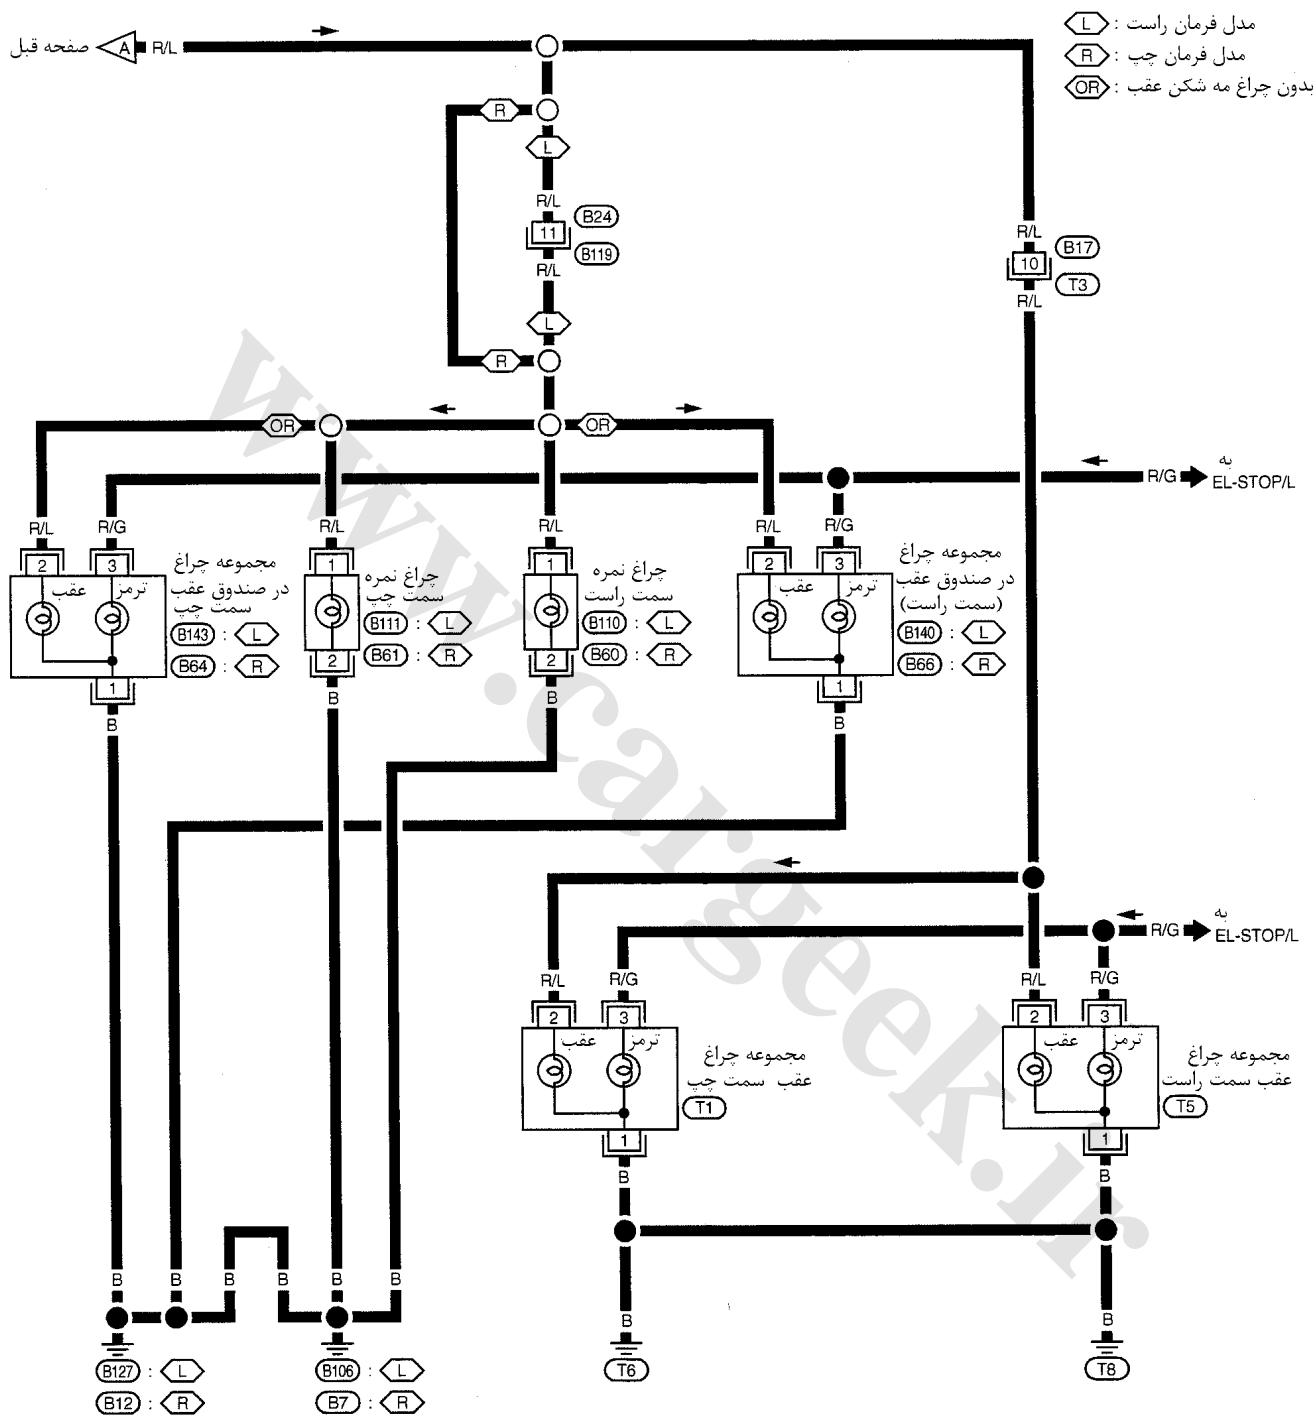 مدل فرمان راست : L
مدل فرمان چپ : R
بدون چراغ مه شکن عقب : OR
صفحه قبل A R/L
R
L
R/L
B24
11
B119
R/L
L
R
R/L
B17
10
T3
R/L
OR
OR
R/G
به
EL-STOP/L
R/L
R/G
R/L
R/L
R/L
R/G
2
3
1
1
2
3
عقب
ترمز
مجموعه چراغ
در صندوق عقب
سمت چپ
B143 : L
B64 : R
1
B
چراغ نمره
سمت چپ
B111 : L
B61 : R
2
B
چراغ نمره
سمت راست
B110 : L
B60 : R
2
B
عقب
ترمز
مجموعه چراغ
در صندوق عقب
(سمت راست)
B140 : L
B66 : R
1
B
R/G
به
EL-STOP/L
R/L
R/G
R/L
R/G
2
3
2
3
عقب
ترمز
مجموعه چراغ
عقب سمت چپ
T1
1
B
عقب
ترمز
مجموعه چراغ
عقب سمت راست
T5
1
B
B
B
B
B
B
B
B
B
B127 : L
B12 : R
B106 : L
B7 : R
T6
T8
www.cargeek.ir